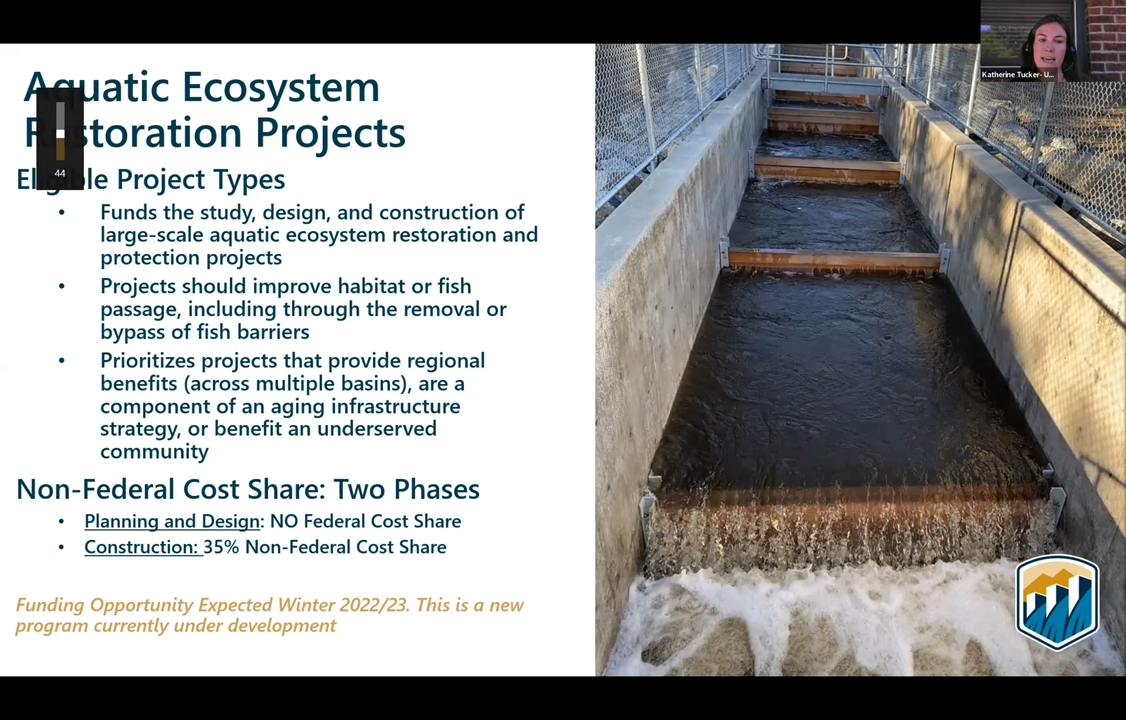 Aquatic Ecosystem
Restoration Projects
Eligible Project Types
• Funds the study, design, and construction of
large-scale aquatic ecosystem restoration and
protection projects
• Projects should improve habitat or fish
passage, including through the removal or
bypass of fish barriers
• Prioritizes projects that provide regional
benefits (across multiple basins), are a
component of an aging infrastructure
strategy, or benefit an underserved
community
Non-Federal Cost Share: Two Phases
• Planning and Design: NO Federal Cost Share
• Construction: 35% Non-Federal Cost Share
Funding Opportunity Expected Winter 2022/23. This is a new
program currently under development
44
Katherine Tucker- U...